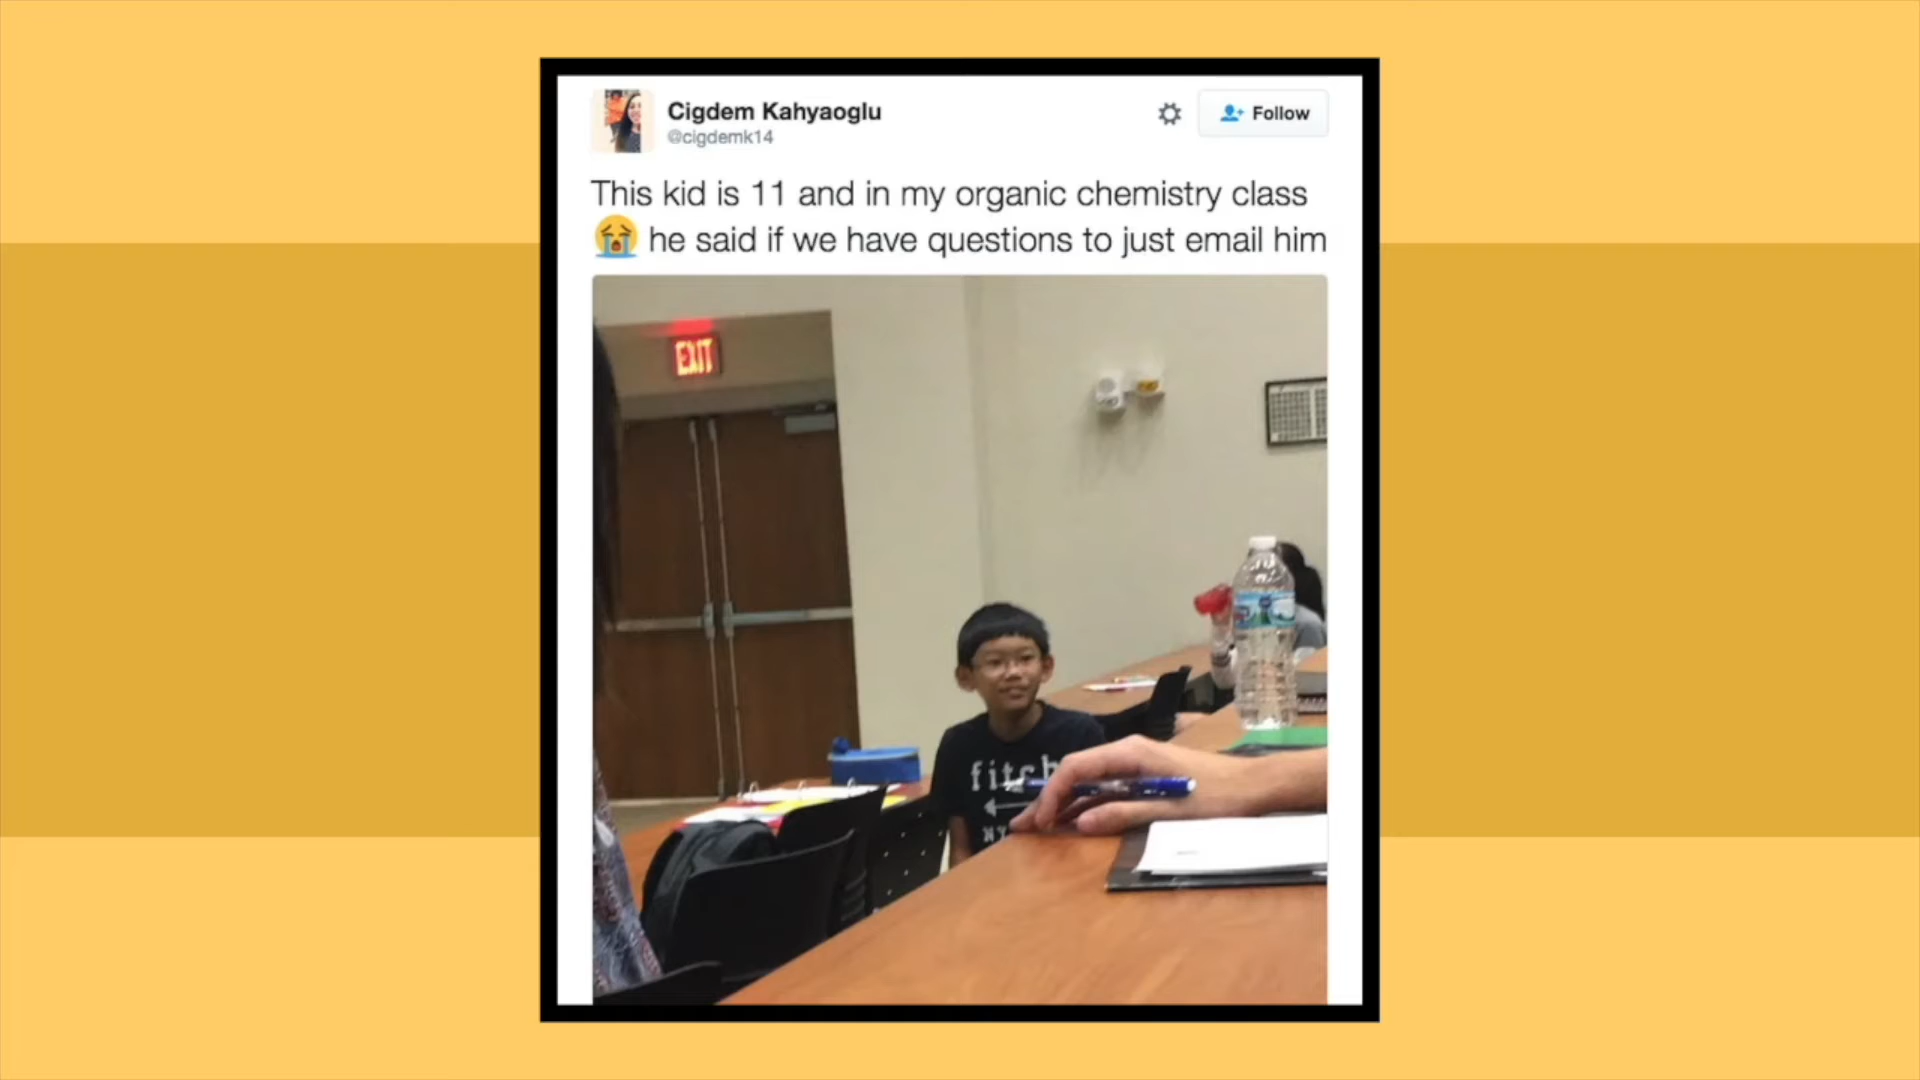 Cigdem Kahyaoglu
@cigdemk14
Follow
This kid is 11 and in my organic chemistry class
😭 he said if we have questions to just email him
EXIT
fitch
NY